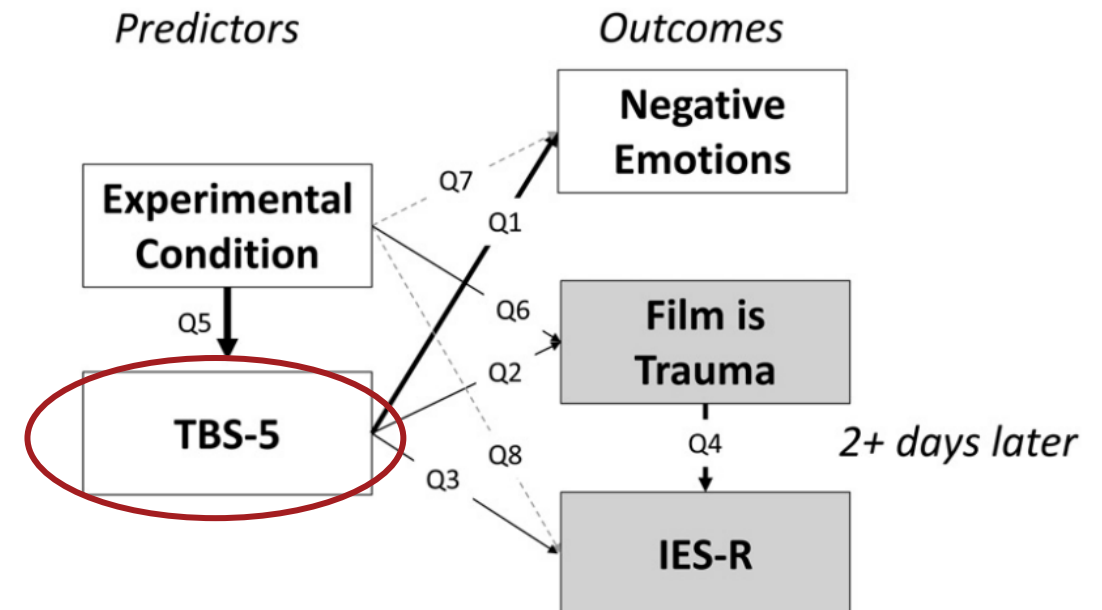 Predictors
Outcomes
Negative
Emotions
Experimental
Condition
Q7
Q1
Q5
Q6
Film is
Trauma
Q2
TBS-5
Q4
2+ days later
Q8
Q3
IES-R